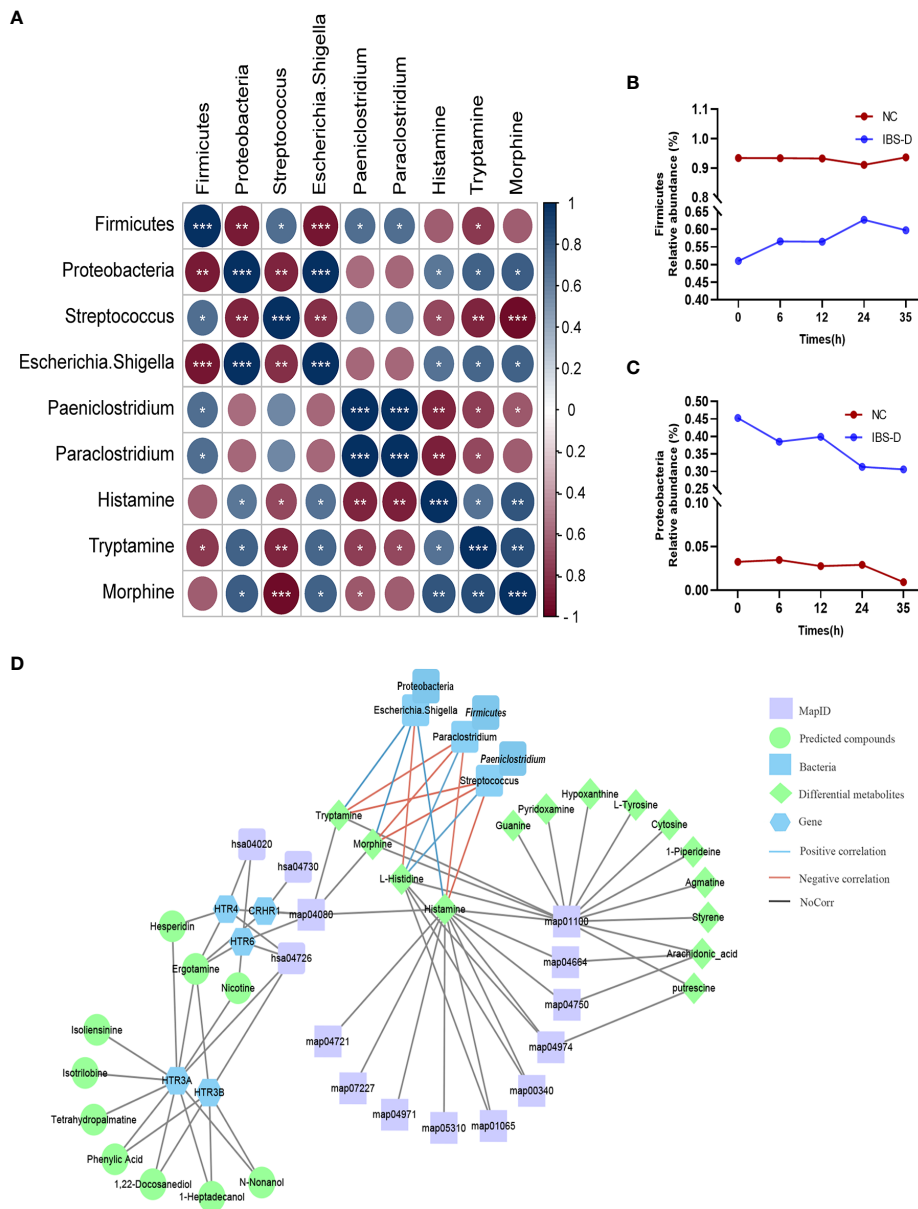 A
Firmicutes
Proteobacteria
Streptococcus
Escherichia.Shigella
Paeniclostridium
Paraclostridium
Histamine
Tryptamine
Morphine
Firmicutes *** ** * *** * * *
Proteobacteria ** *** ** *** * * *
Streptococcus * ** *** ** * ** ***
Escherichia.Shigella *** *** ** *** * * *
Paeniclostridium * *** *** ** * *
Paraclostridium * *** *** ** *
Histamine * * * ** ** *** * **
Tryptamine * * ** * * * * *** **
Morphine * *** * * ** ** ***
1
0.8
0.6
0.4
0.2
0
0.2
0.4
0.6
0.8
- 1
B
Firmicutes
Relative abundance (%)
1.1
1.0
0.9
0.8
0.65
0.60
0.55
0.50
0.45
0.40
0 6 12 24 35
Times(h)
NC
IBS-D
C
Proteobacteria
Relative abundance (%)
0.50
0.45
0.40
0.35
0.30
0.10
0.05
0.00
0 6 12 24 35
Times(h)
NC
IBS-D
D
Proteobacteria
Escherichia.Shigella
Firmicutes
Paraclostridium
Paeniclostridium
Streptococcus
Tryptamine
Morphine
L-Histidine
Histamine
Guanine
Pyridoxamine
Hypoxanthine
L-Tyrosine
Cytosine
1-Piperideine
Agmatine
Styrene
Arachidonic_acid
putrescine
map01100
map04664
map04750
map04974
map00340
map01065
map05310
map04971
map07227
map04721
map04080
hsa04020
hsa04730
hsa04726
HTR4
CRHR1
HTR6
Hesperidin
Ergotamine
Nicotine
Isoliensinine
Isotrilobine
Tetrahydropalmatine
Phenylic Acid
1,22-Docosanediol
1-Heptadecanol
N-Nonanol
HTR3A
HTR3B
MapID
Predicted compounds
Bacteria
Differential metabolites
Gene
Positive correlation
Negative correlation
NoCorr